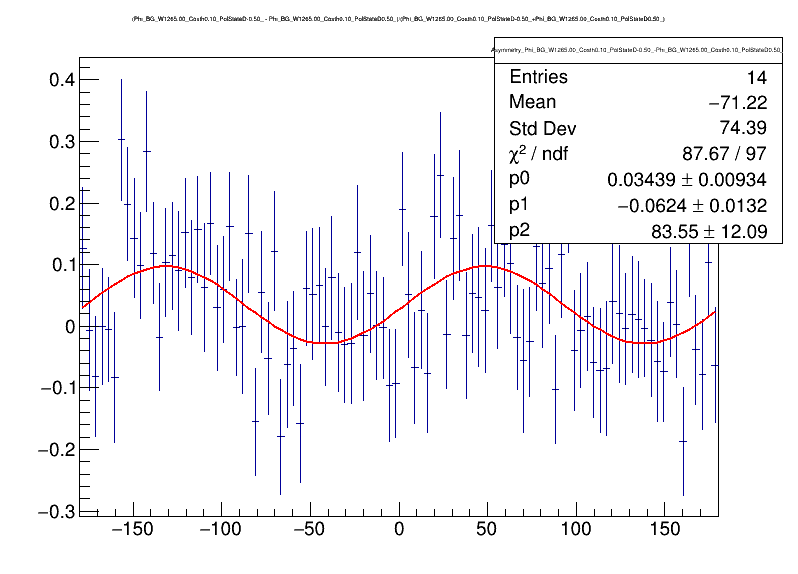 (Phi_BG_W1265.00_Costh0.10_PolStateD-0.50_ - Phi_BG_W1265.00_Costh0.10_PolStateD0.50_)/(Phi_BG_W1265.00_Costh0.10_PolStateD-0.50_+Phi_BG_W1265.00_Costh0.10_PolStateD0.50_)
Asymmetry_Phi_BG_W1265.00_Costh0.10_PolStateD-0.50_-Phi_BG_W1265.00_Costh0.10_PolStateD0.50_
Entries 14
Mean −71.22
Std Dev 74.39
χ² / ndf 87.67 / 97
p0 0.03439 ± 0.00934
p1 −0.0624 ± 0.0132
p2 83.55 ± 12.09
0.4
0.3
0.2
0.1
0
−0.1
−0.2
−0.3
−150 −100 −50 0 50 100 150